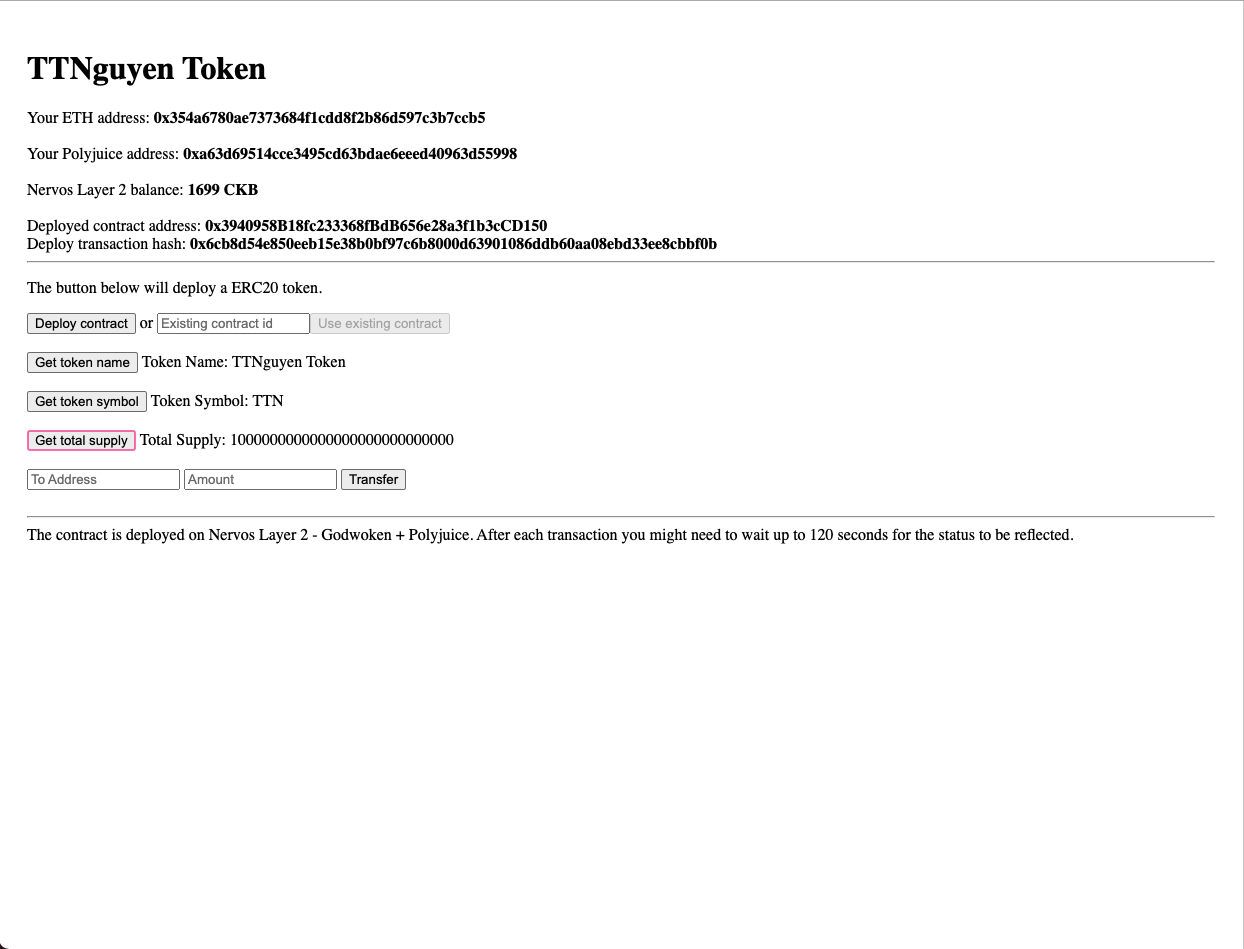 TTNguyen Token
Your ETH address: 0x354a6780ae7373684f1cdd8f2b86d597c3b7ccb5
Your Polyjuice address: 0xa63d69514cce3495cd63bdae6eeed40963d55998
Nervos Layer 2 balance: 1699 CKB
Deployed contract address: 0x3940958B18fc233368fBdB656e28a3f1b3cCD150
Deploy transaction hash: 0x6cb8d54e850eeb15e38b0bf97c6b8000d63901086ddb60aa08ebd33ee8cbbf0b
The button below will deploy a ERC20 token.
Deploy contract or Existing contract id Use existing contract
Get token name Token Name: TTNguyen Token
Get token symbol Token Symbol: TTN
Get total supply Total Supply: 1000000000000000000000000000
To Address Amount Transfer
The contract is deployed on Nervos Layer 2 - Godwoken + Polyjuice. After each transaction you might need to wait up to 120 seconds for the status to be reflected.